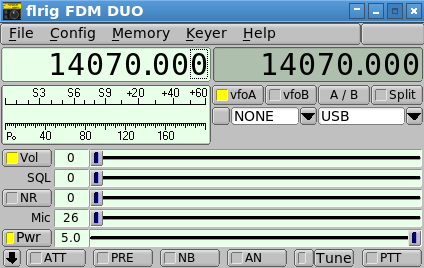 flrig FDM DUO
File Config Memory Keyer Help
14070.000 14070.000
S3 S6 S9 +20 +40 +60
Po 40 80 120 160
vfoA vfoB A / B Split
NONE USB
Vol 0
SQL 0
NR 0
Mic 26
Pwr 5.0
ATT PRE NB AN Tune PTT